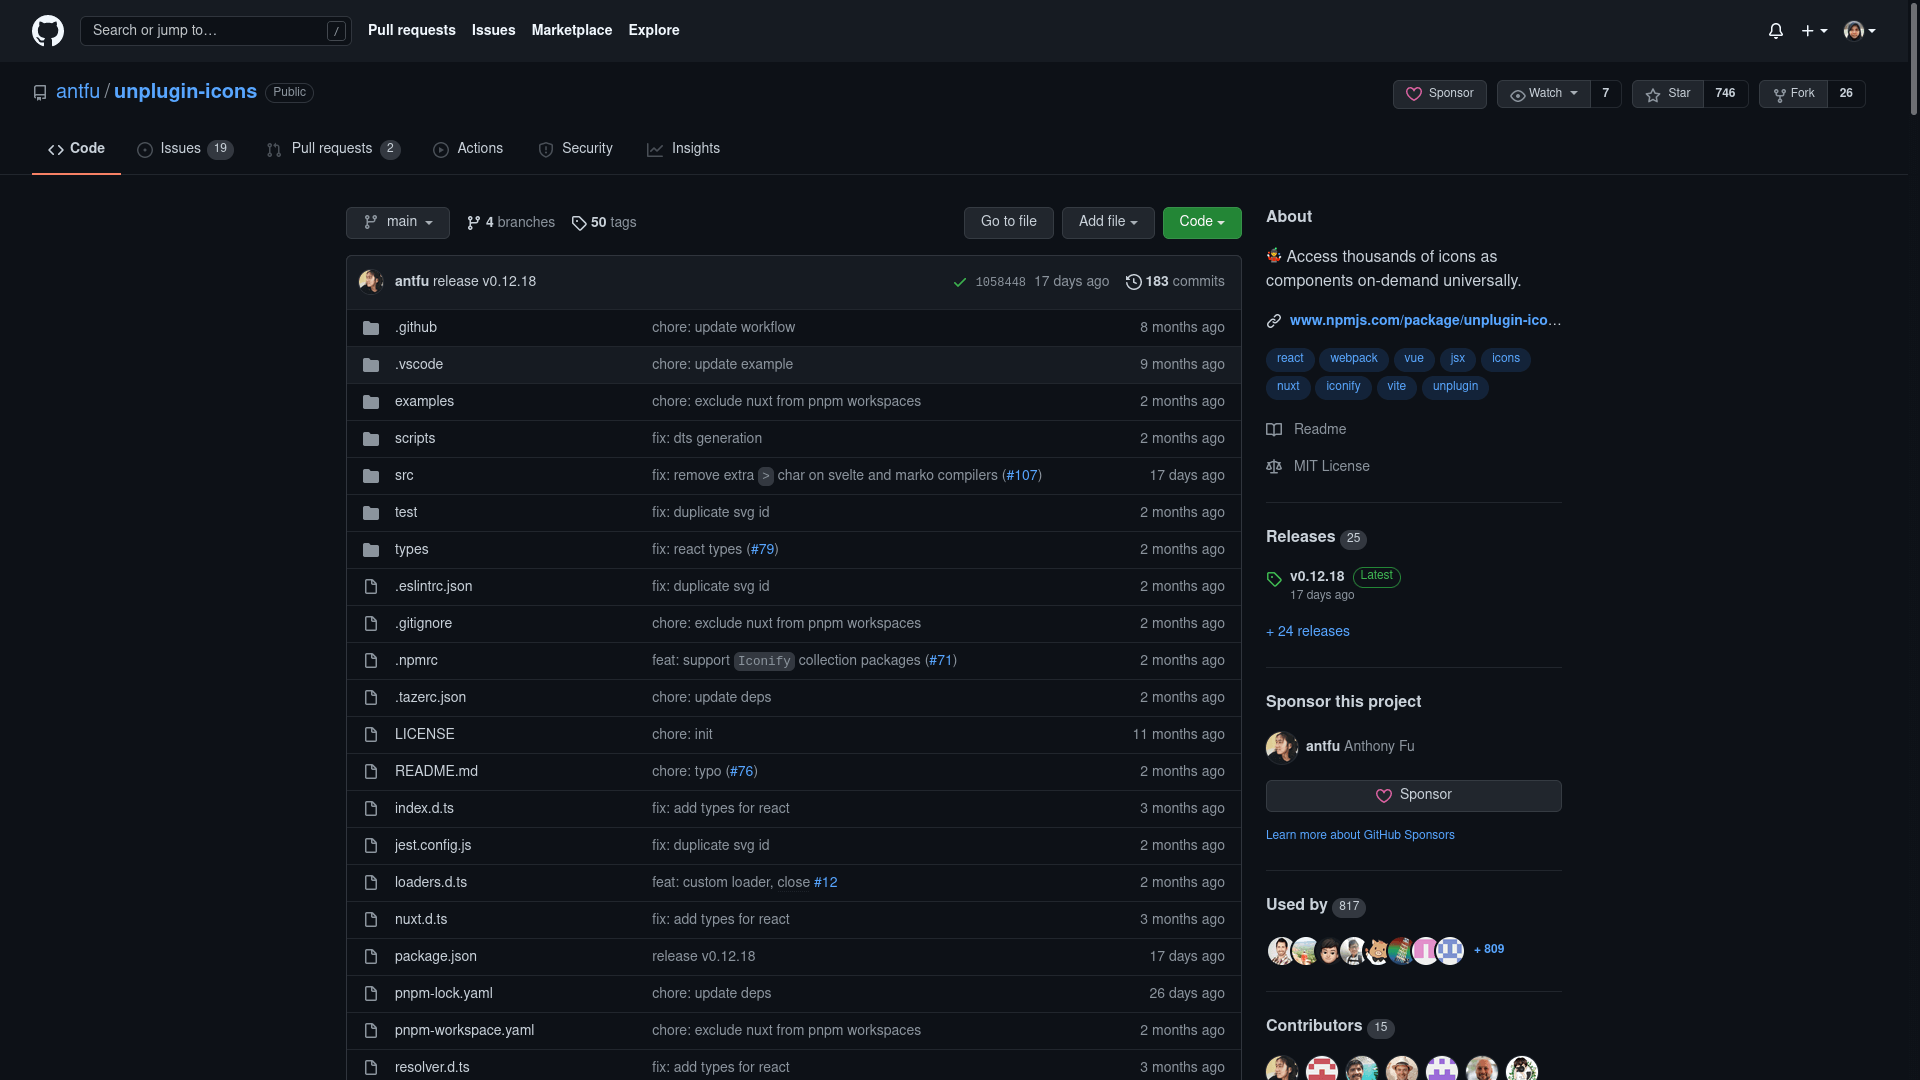 Search or jump to… /
Pull requests Issues Marketplace Explore
antfu / unplugin-icons Public
Sponsor Watch 7 Star 746 Fork 26
Code Issues 19 Pull requests 2 Actions Security Insights
main 4 branches 50 tags Go to file Add file Code
antfu release v0.12.18 1058448 17 days ago 183 commits
.github chore: update workflow 8 months ago
.vscode chore: update example 9 months ago
examples chore: exclude nuxt from pnpm workspaces 2 months ago
scripts fix: dts generation 2 months ago
src fix: remove extra > char on svelte and marko compilers (#107) 17 days ago
test fix: duplicate svg id 2 months ago
types fix: react types (#79) 2 months ago
.eslintrc.json fix: duplicate svg id 2 months ago
.gitignore chore: exclude nuxt from pnpm workspaces 2 months ago
.npmrc feat: support Iconify collection packages (#71) 2 months ago
.tazerc.json chore: update deps 2 months ago
LICENSE chore: init 11 months ago
README.md chore: typo (#76) 2 months ago
index.d.ts fix: add types for react 3 months ago
jest.config.js fix: duplicate svg id 2 months ago
loaders.d.ts feat: custom loader, close #12 2 months ago
nuxt.d.ts fix: add types for react 3 months ago
package.json release v0.12.18 17 days ago
pnpm-lock.yaml chore: update deps 26 days ago
pnpm-workspace.yaml chore: exclude nuxt from pnpm workspaces 2 months ago
resolver.d.ts fix: add types for react 3 months ago
About
Access thousands of icons as
components on-demand universally.
www.npmjs.com/package/unplugin-ico…
react webpack vue jsx icons
nuxt iconify vite unplugin
Readme
MIT License
Releases 25
v0.12.18 Latest
17 days ago
+ 24 releases
Sponsor this project
antfu Anthony Fu
Sponsor
Learn more about GitHub Sponsors
Used by 817
+ 809
Contributors 15